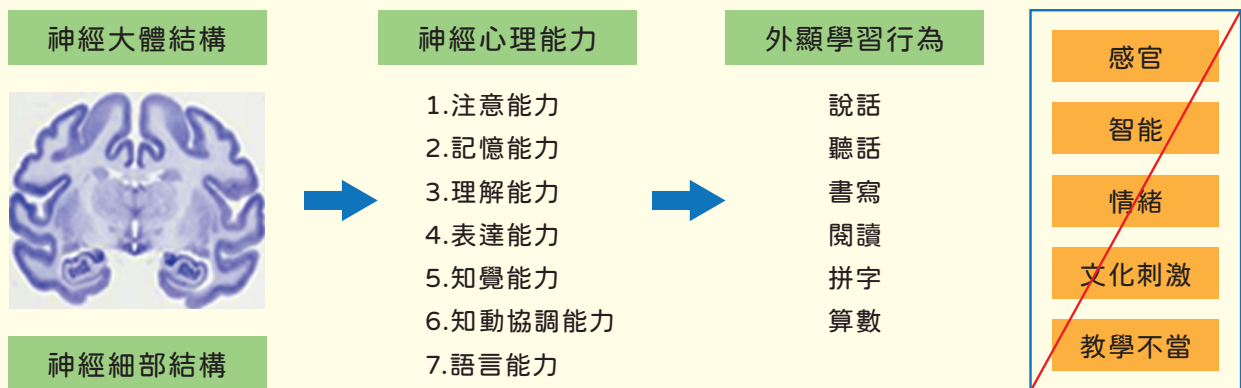 神經大體結構
神經細部結構
神經心理能力
1.注意能力
2.記憶能力
3.理解能力
4.表達能力
5.知覺能力
6.知動協調能力
7.語言能力
外顯學習行為
說話
聽話
書寫
閱讀
拼字
算數
感官
智能
情緒
文化刺激
教學不當